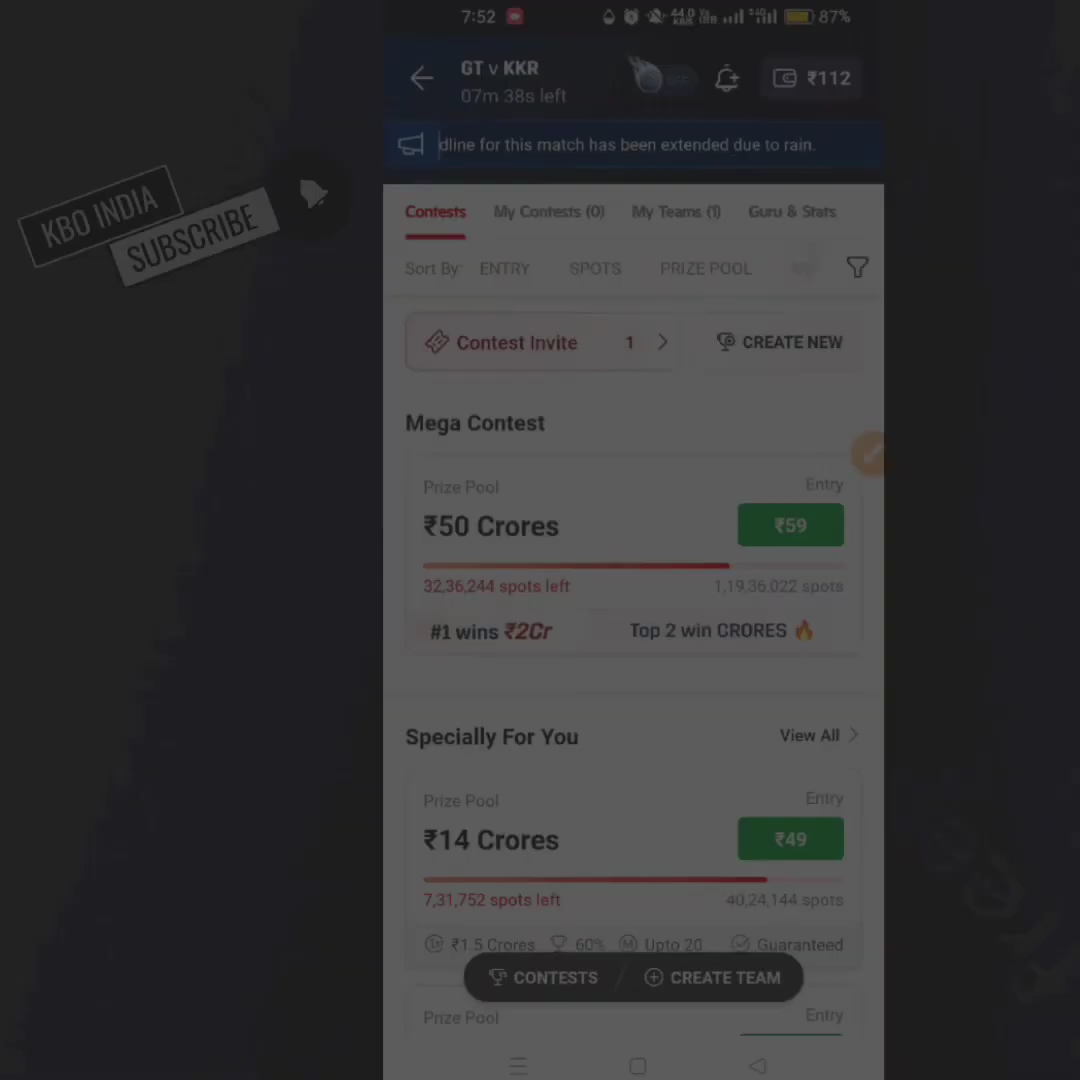 7:52
87%
GT v KKR
07m 38s left
₹112
dline for this match has been extended due to rain.
KBO INDIA
SUBSCRIBE
Contests My Contests (0) My Teams (1) Guru & Stats
Sort By: ENTRY SPOTS PRIZE POOL
Contest Invite 1
CREATE NEW
Mega Contest
Prize Pool Entry
₹50 Crores ₹59
32,36,244 spots left 1,19,36,022 spots
#1 wins ₹2Cr Top 2 win CRORES
Specially For You View All
Prize Pool Entry
₹14 Crores ₹49
7,31,752 spots left 40,24,144 spots
₹1.5 Crores 60% M Upto 20 Guaranteed
CONTESTS CREATE TEAM
Prize Pool Entry